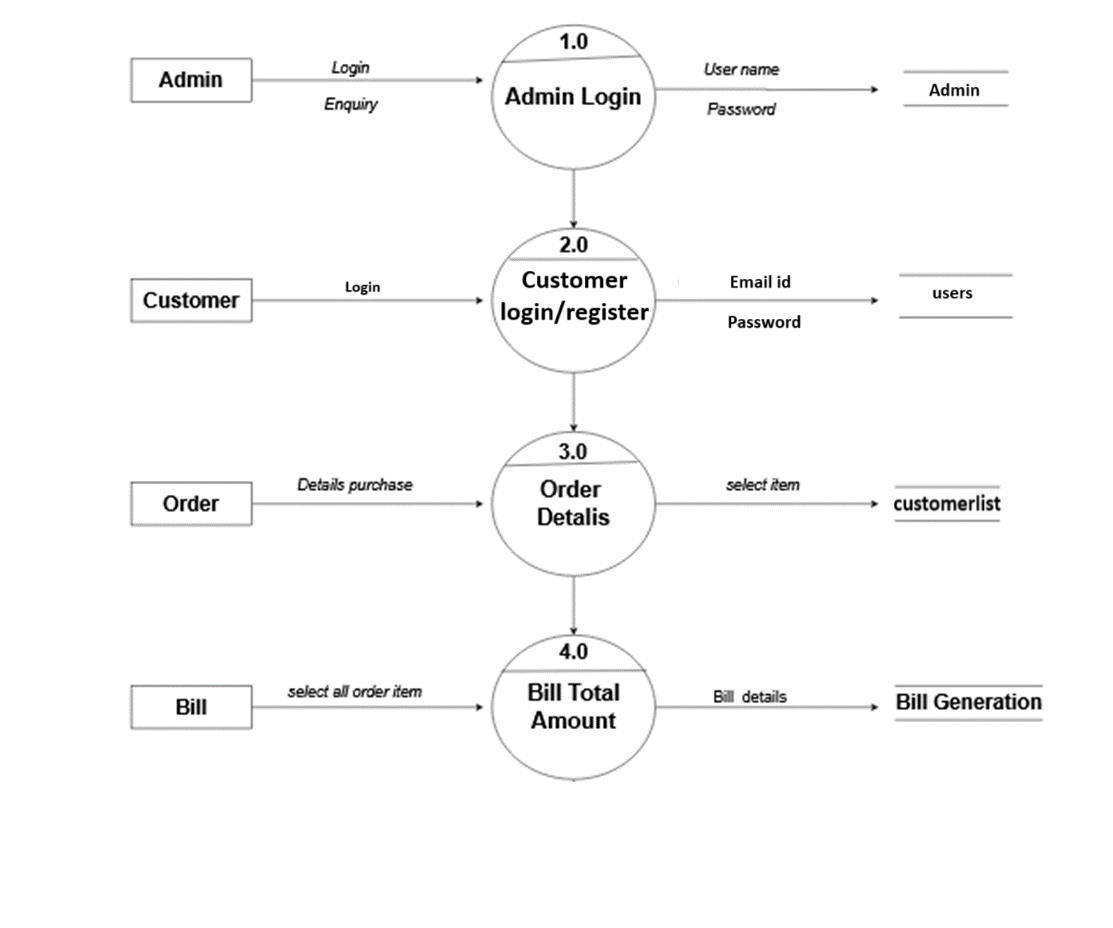 1.0
Admin
Login
Enquiry
Admin Login
User name
Password
Admin
2.0
Customer
Login
Customer
login/register
Email id
Password
users
3.0
Order
Details purchase
Order
Detalis
select item
customerlist
4.0
Bill
select all order item
Bill Total
Amount
Bill details
Bill Generation